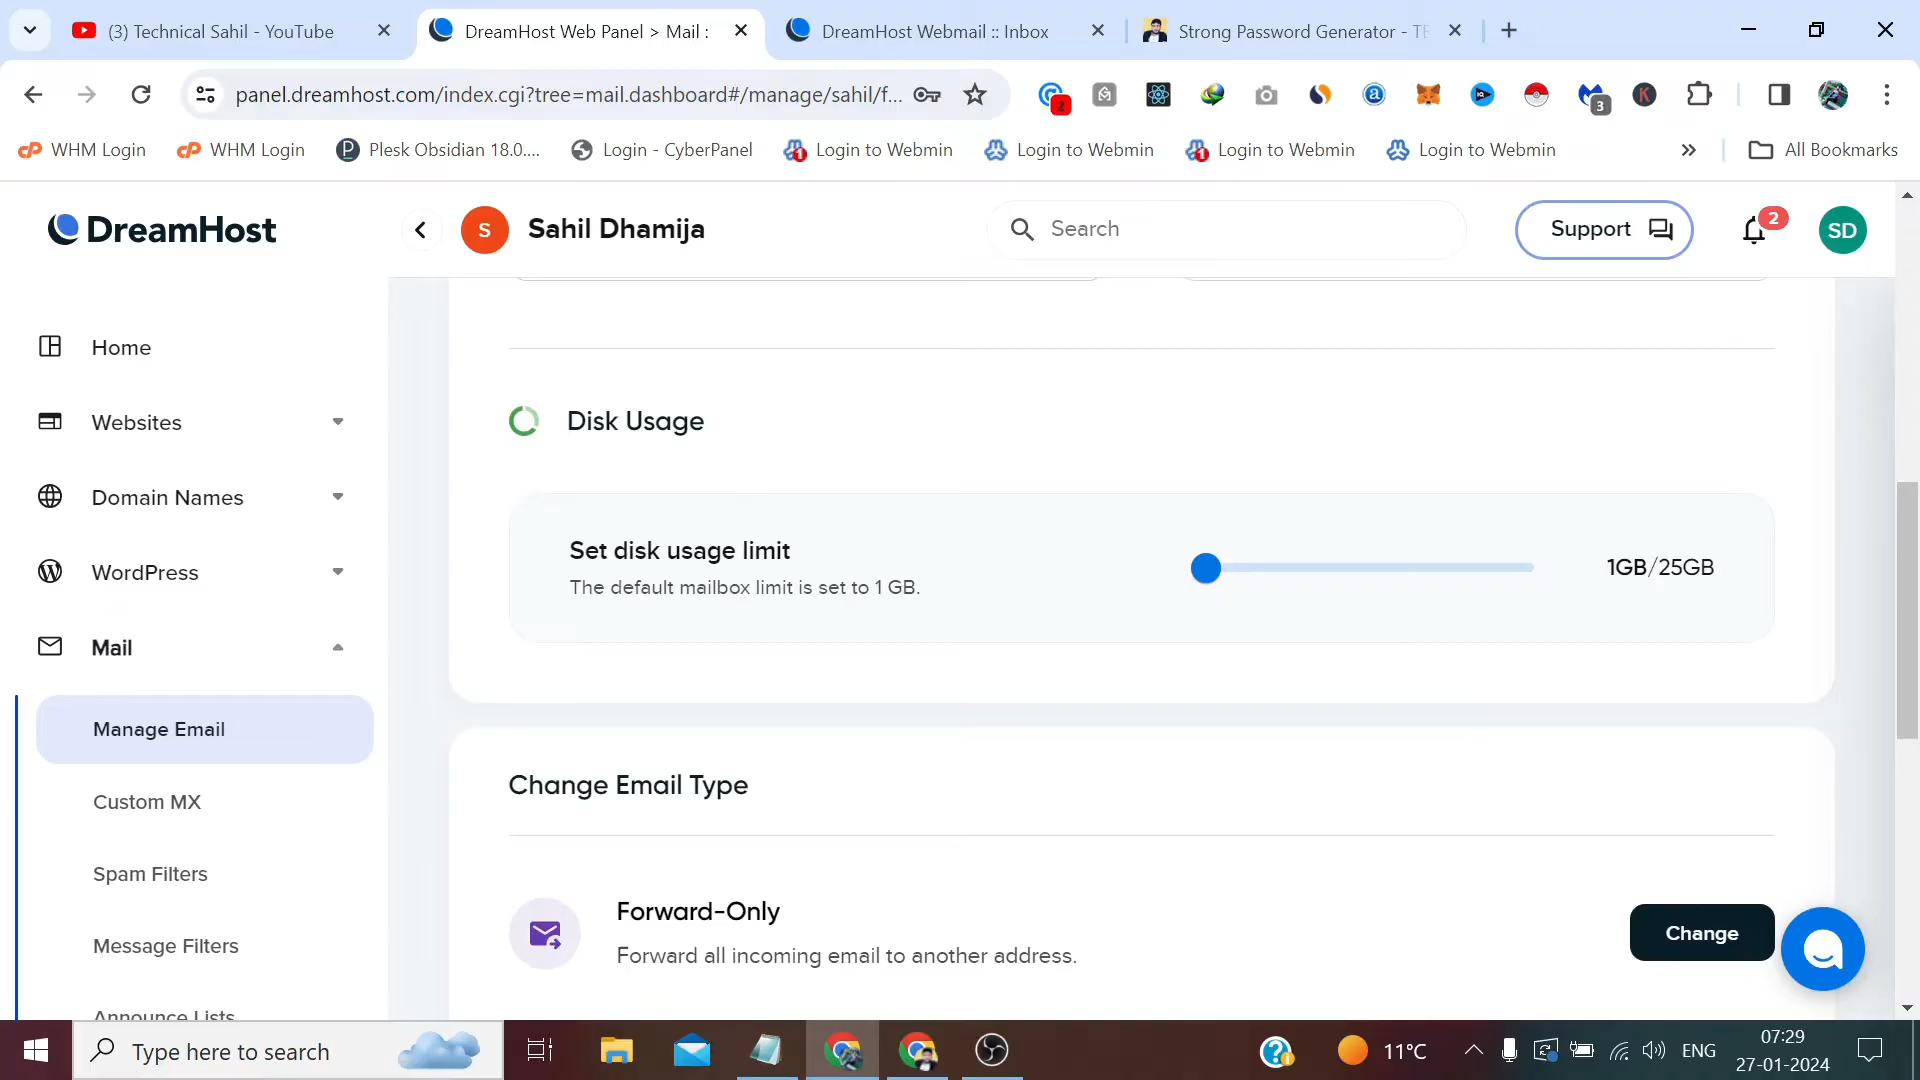 (3) Technical Sahil - YouTube
DreamHost Web Panel > Mail :
DreamHost Webmail :: Inbox
Strong Password Generator - TE
panel.dreamhost.com/index.cgi?tree=mail.dashboard#/manage/sahil/f...
2
3
WHM Login
WHM Login
Plesk Obsidian 18.0....
Login - CyberPanel
Login to Webmin
Login to Webmin
Login to Webmin
Login to Webmin
»
All Bookmarks
DreamHost
S
Sahil Dhamija
Search
Support
2
SD
Home
Websites
Domain Names
WordPress
Mail
Manage Email
Custom MX
Spam Filters
Message Filters
Announce Lists
Disk Usage
Set disk usage limit
The default mailbox limit is set to 1 GB.
1GB/25GB
Change Email Type
Forward-Only
Forward all incoming email to another address.
Change
Type here to search
11°C
ENG
07:29
27-01-2024